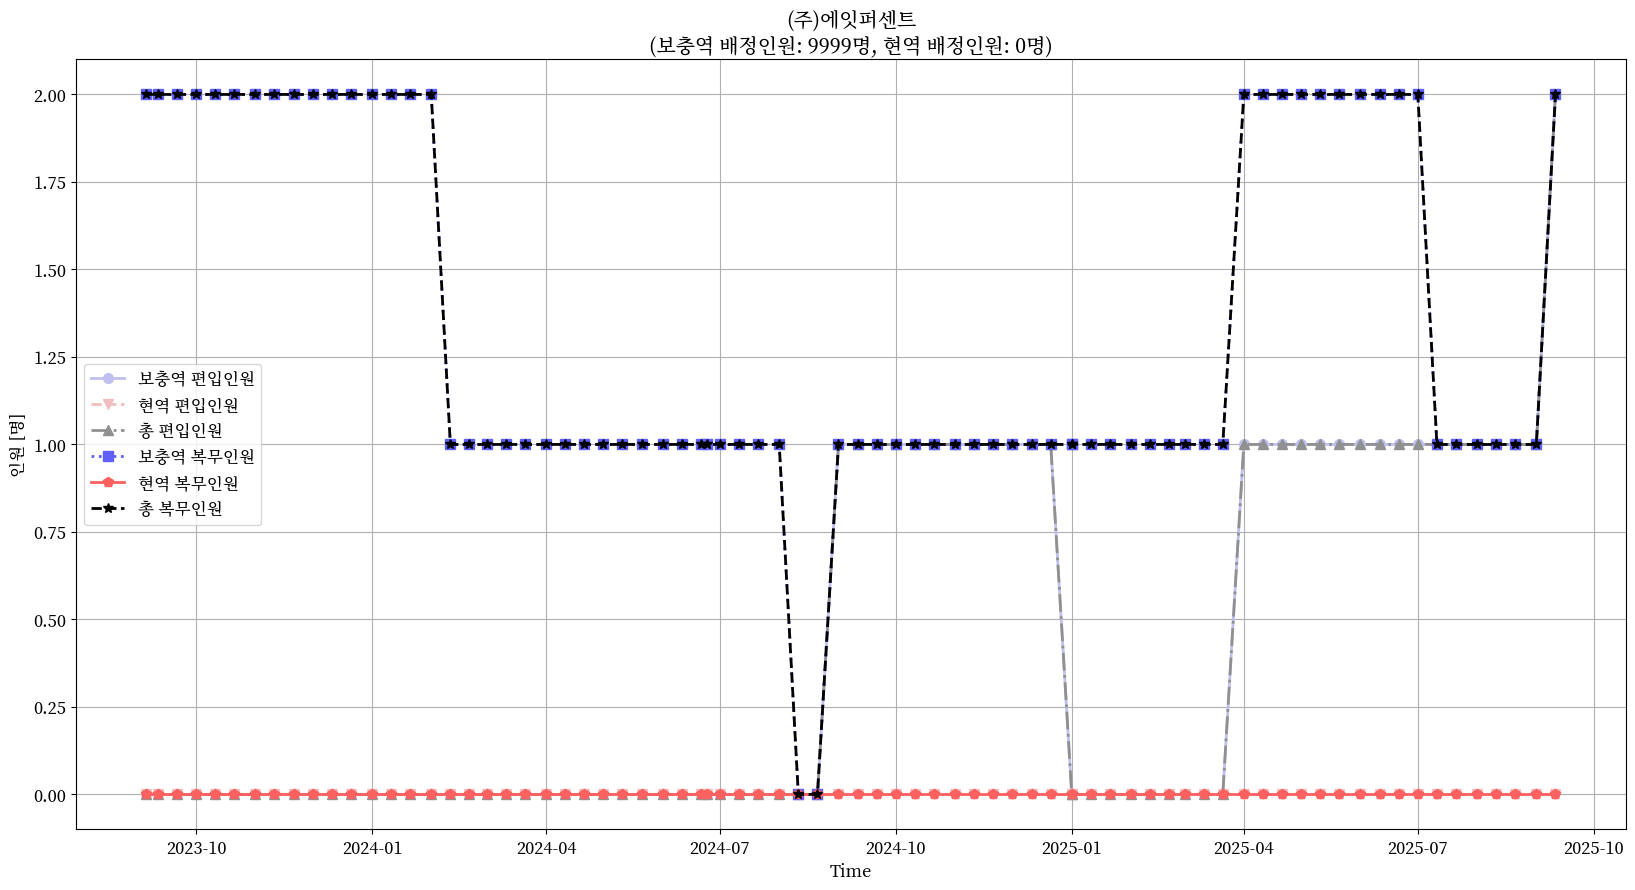 (주)에잇퍼센트
(보충역 배정인원: 9999명, 현역 배정인원: 0명)
2.00
1.75
1.50
1.25
1.00
0.75
0.50
0.25
0.00
인원 [명]
보충역 편입인원
현역 편입인원
총 편입인원
보충역 복무인원
현역 복무인원
총 복무인원
2023-10
2024-01
2024-04
2024-07
2024-10
2025-01
2025-04
2025-07
2025-10
Time